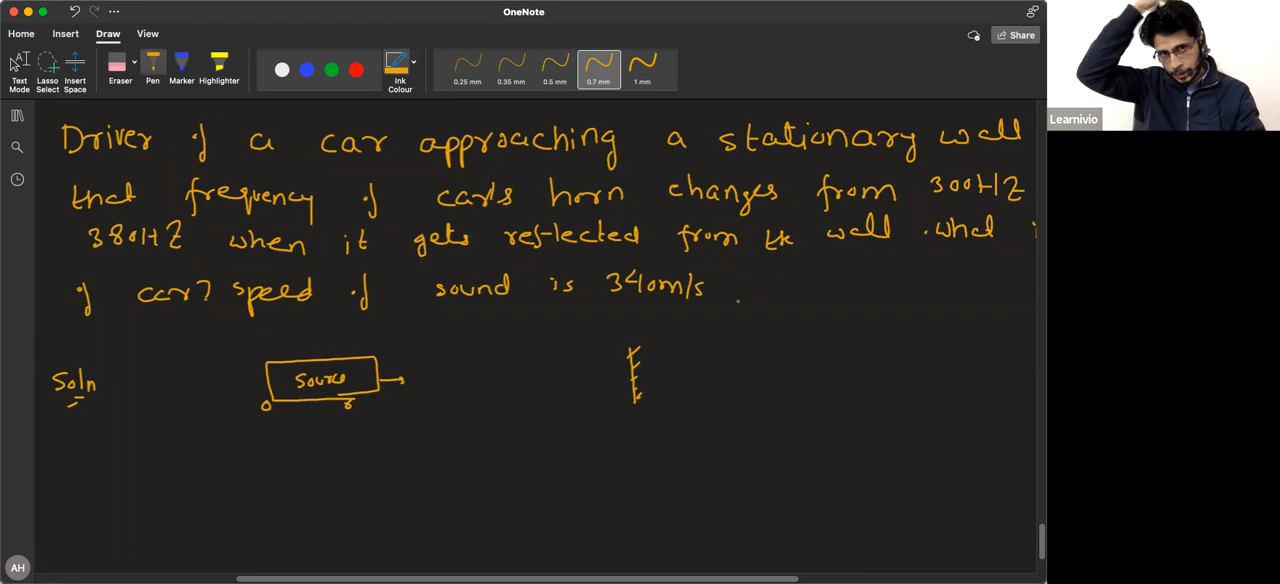 OneNote
Home Insert Draw View
Share
Text Mode Lasso Select Insert Space Eraser Pen Marker Highlighter Ink Colour 0.25 mm 0.35 mm 0.5 mm 0.7 mm 1 mm
Learnivio
Driver of a car approaching a stationary wall
that frequency of car's horn changes from 300HZ
380HZ when it gets reflected from the wall . what
of car? speed of sound is 340m/s
Soln
Source
AH